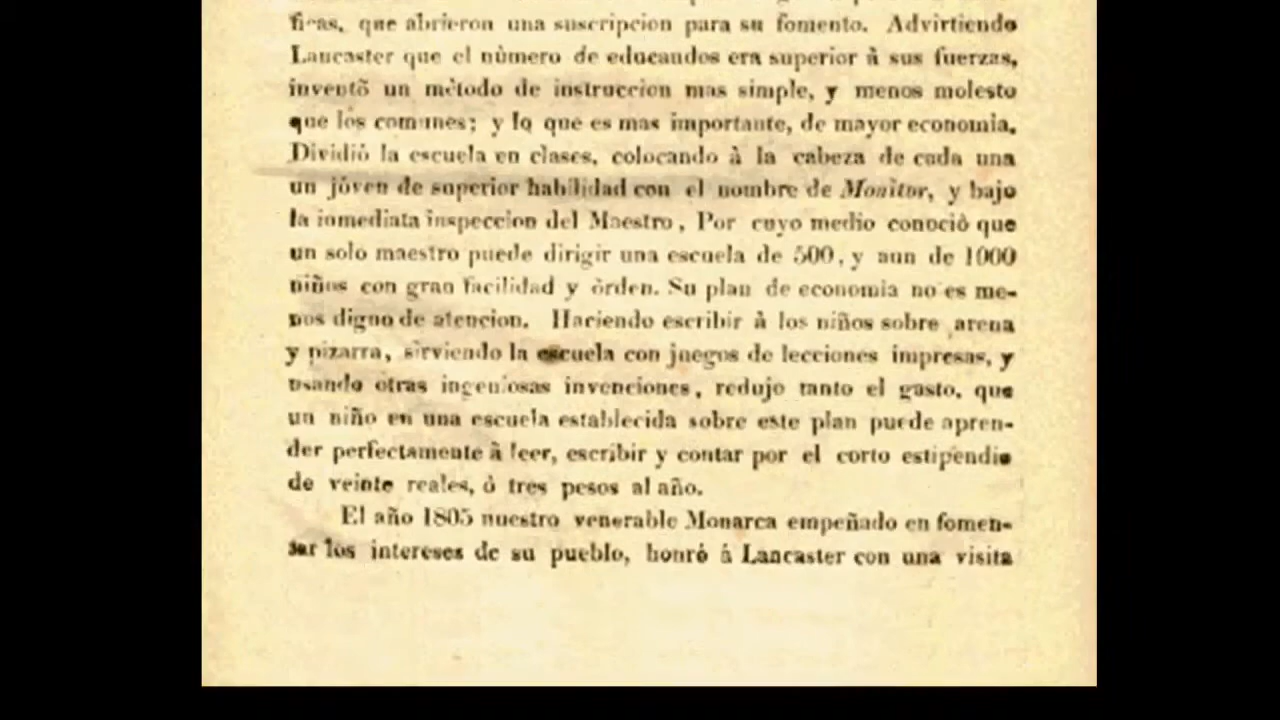 ficas, que abrieron una suscripcion para su fomento. Advirtiendo
Lancaster que el nùmero de educandos era superior à sus fuerzas,
inventò un mètodo de instruccion mas simple, y menos molesto
que los comunes; y lo que es mas importante, de mayor economia.
Dividiò la escuela en clases, colocando à la cabeza de cada una
un jòven de superior habilidad con el nombre de Monitor, y bajo
la inmediata inspeccion del Maestro, Por cuyo medio conociò que
un solo maestro puede dirigir una escuela de 500, y aun de 1000
niños con gran facilidad y òrden. Su plan de economia no es me-
nos digno de atencion. Haciendo escribir à los niños sobre arena
y pizarra, sirviendo la escuela con juegos de lecciones impresas, y
usando otras ingeniosas invenciones, redujo tanto el gasto, que
un niño en una escuela establecida sobre este plan puede apren-
der perfectamente à leer, escribir y contar por el corto estipendio
de veinte reales, ò tres pesos al año.
El año 1805 nuestro venerable Monarca empeñado en fomen-
tar los intereses de su pueblo, honrò á Lancaster con una visita